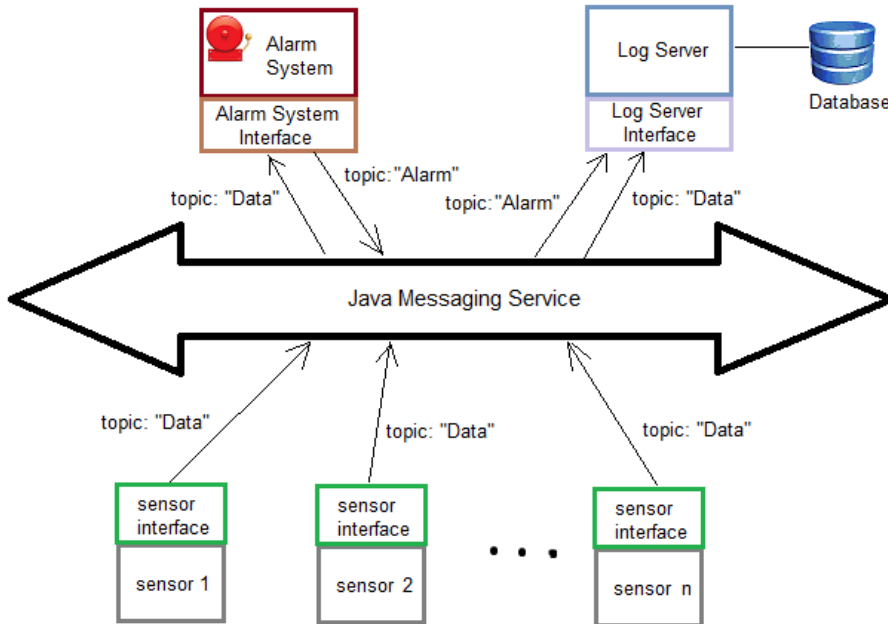 Alarm
System
Log Server
Database
Alarm System
Interface
Log Server
Interface
topic: "Data"
topic:"Alarm"
topic:"Alarm"
topic: "Data"
Java Messaging Service
topic: "Data"
topic: "Data"
topic: "Data"
sensor
interface
sensor
interface
sensor
interface
sensor 1
sensor 2
sensor n